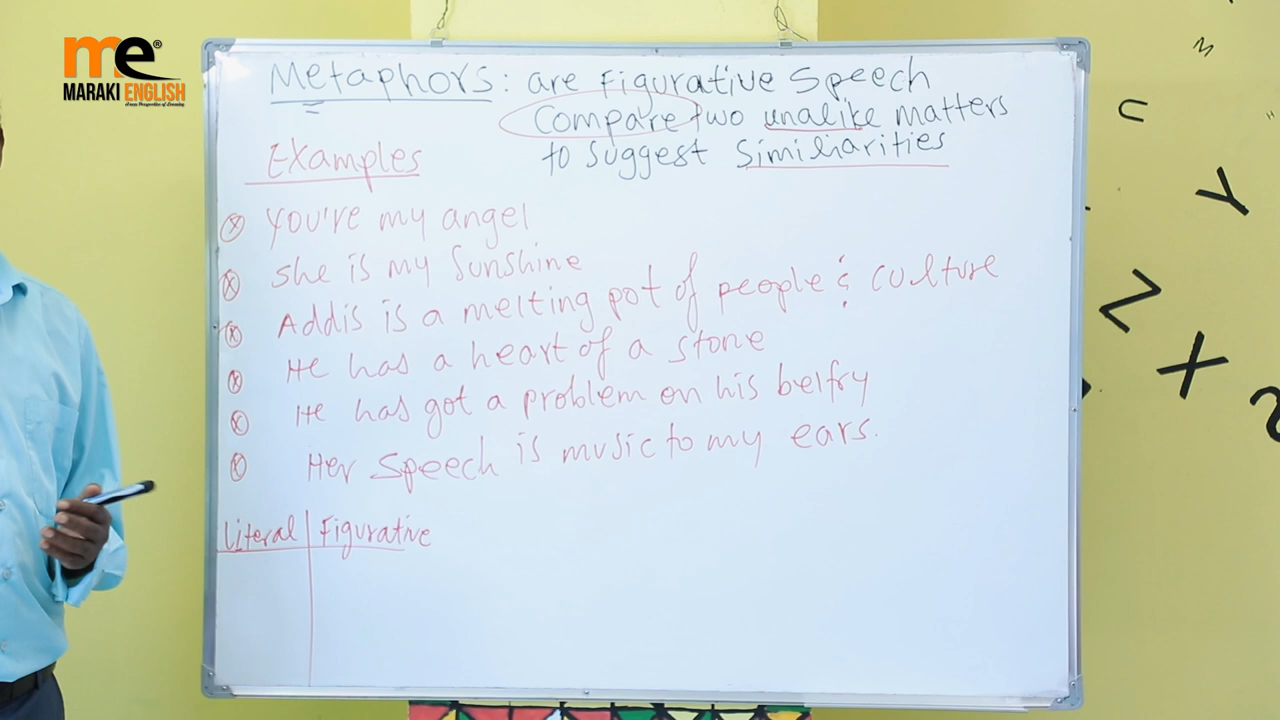 me®
MARAKI ENGLISH
Metaphors: are Figurative Speech
Compare two unalike matters
to suggest similiarities
Examples
You're my angel
she is my sunshine
Addis is a melting pot of people & culture
He has a heart of a stone
He has got a problem on his belfry
Her speech is music to my ears.
Literal Figurative
M
C
Y
Z
X